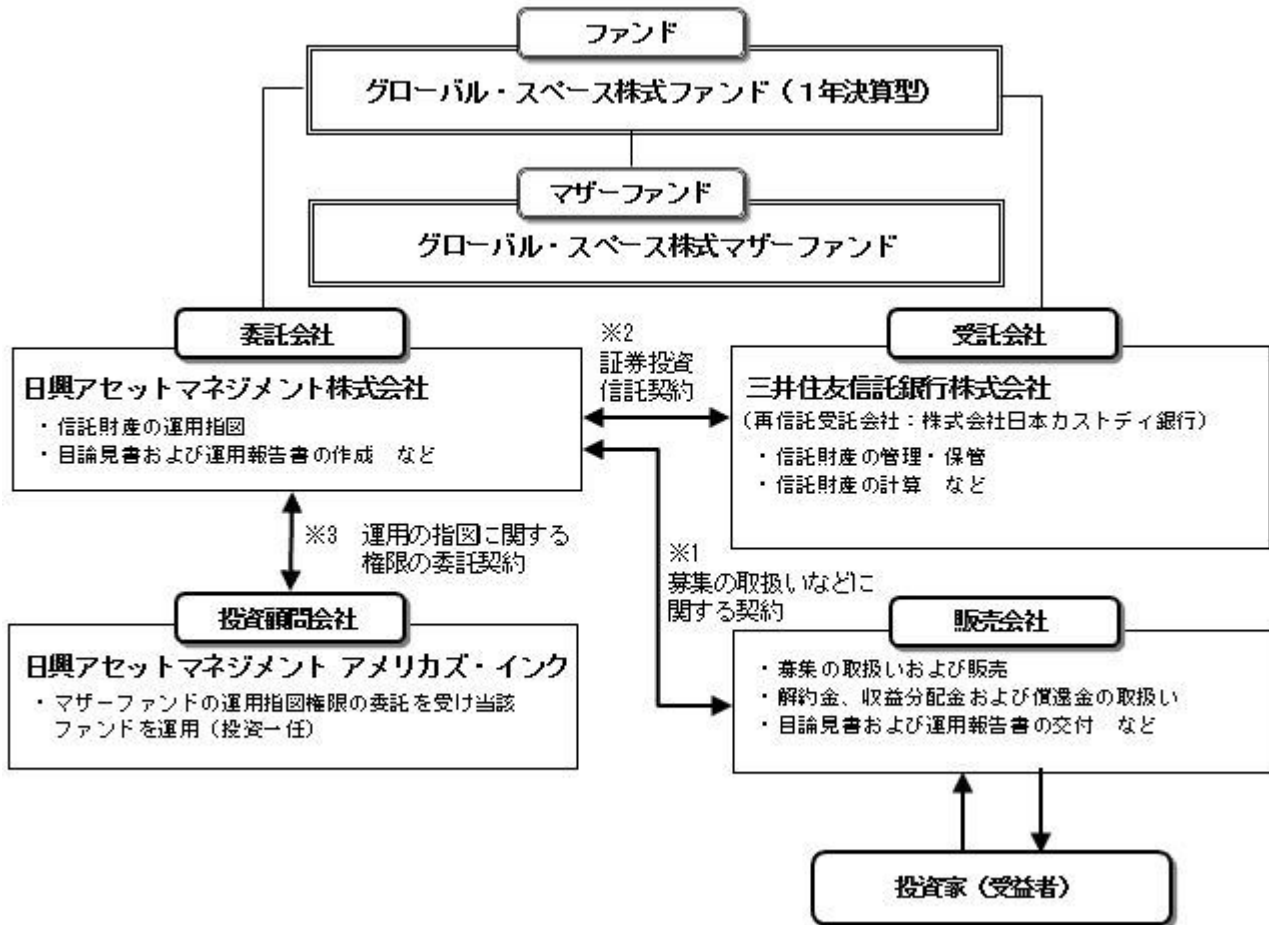 ファンド
グローバル・スペース株式ファンド（１年決算型）
マザーファンド
グローバル・スペース株式マザーファンド
委託会社
日興アセットマネジメント株式会社
・信託財産の運用指図
・目論見書および運用報告書の作成　など
※2
証券投資
信託契約
受託会社
三井住友信託銀行株式会社
（再信託受託会社：株式会社日本カストディ銀行）
・信託財産の管理・保管
・信託財産の計算　など
※3　運用の指図に関する
権限の委託契約
※1
募集の取扱いなどに
関する契約
投資顧問会社
日興アセットマネジメント アメリカズ・インク
・マザーファンドの運用指図権限の委託を受け当該
ファンドを運用（投資一任）
販売会社
・募集の取扱いおよび販売
・解約金、収益分配金および償還金の取扱い
・目論見書および運用報告書の交付　など
投資家（受益者）